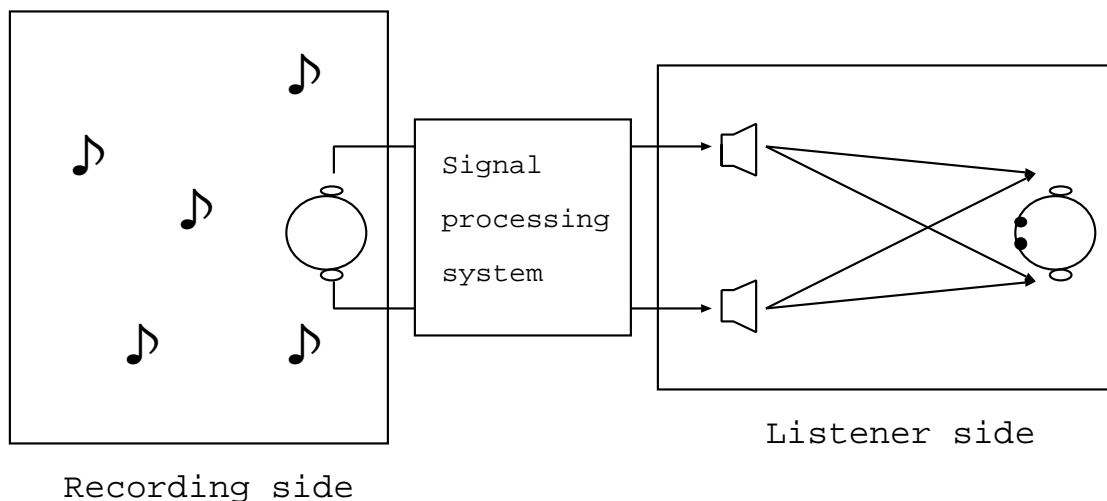 Signal
processing
system
Listener side
Recording side